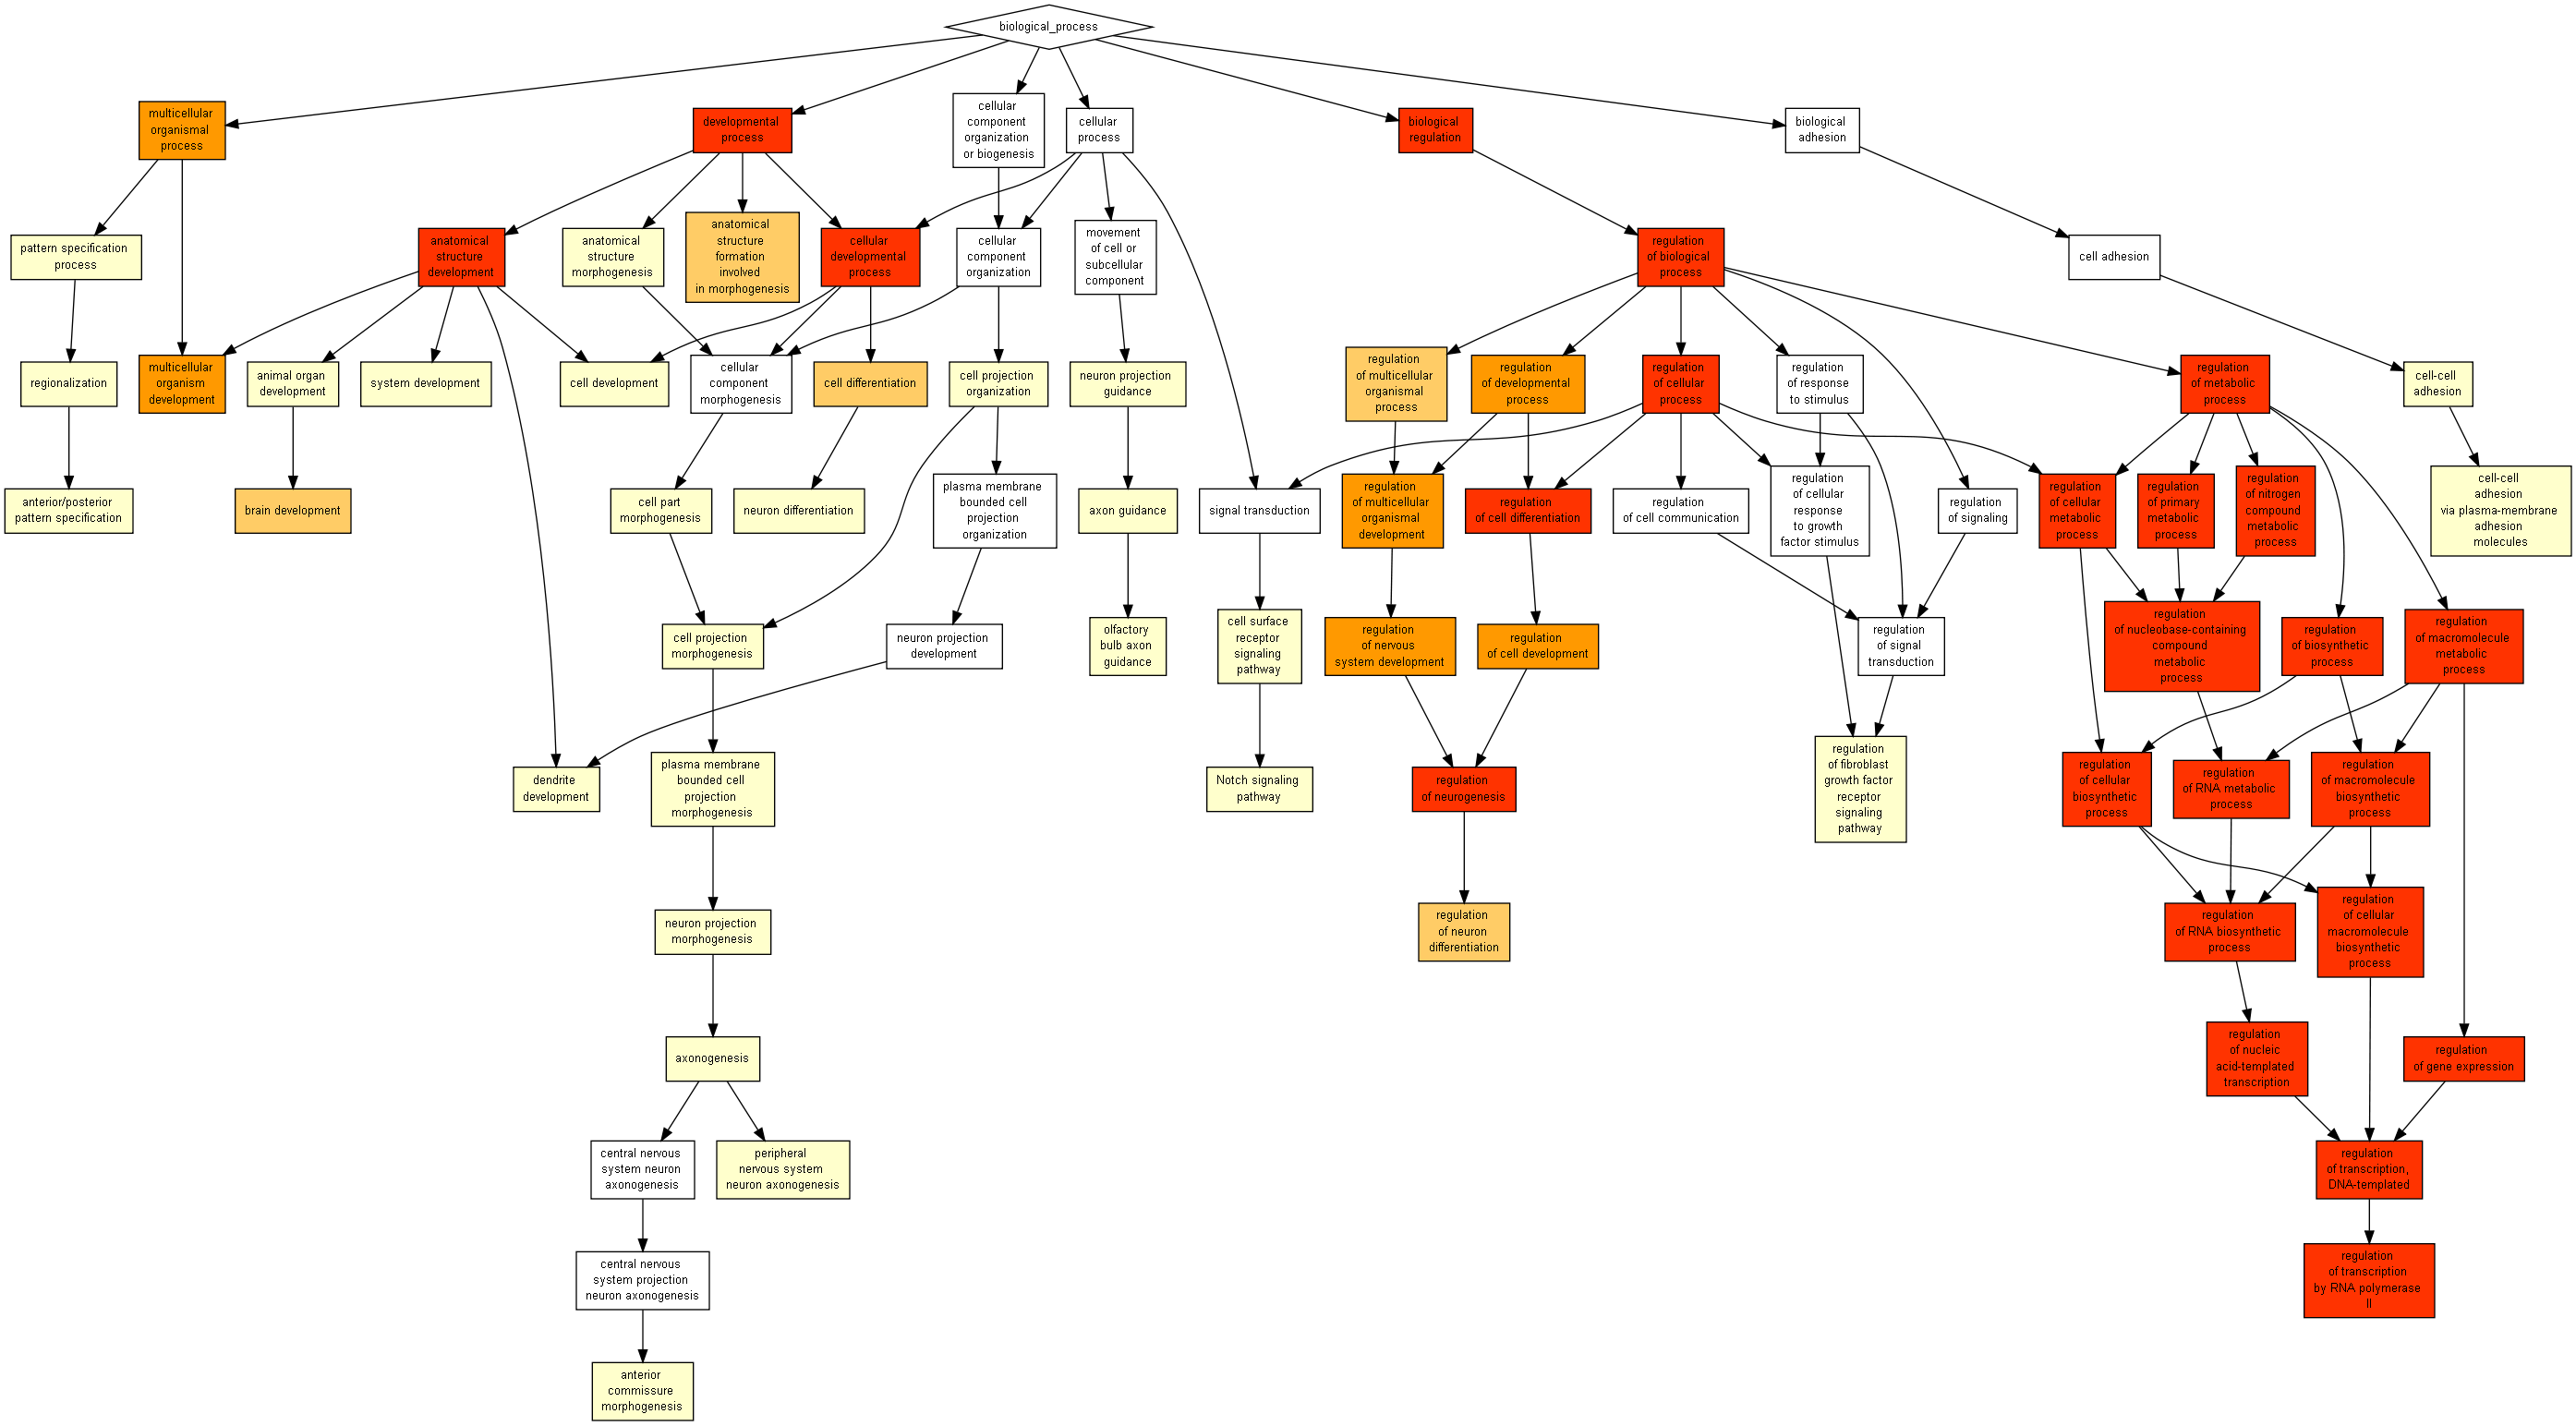 biological_process
multicellular
organismal
process
developmental
process
cellular
component
organization
or biogenesis
cellular
process
biological
regulation
biological
adhesion
pattern specification
process
anatomical
structure
development
anatomical
structure
morphogenesis
anatomical
structure
formation
involved
in morphogenesis
cellular
developmental
process
cellular
component
organization
movement
of cell or
subcellular
component
regulation
of biological
process
cell adhesion
regionalization
multicellular
organism
development
animal organ
development
system development
cell development
cellular
component
morphogenesis
cell differentiation
cell projection
organization
neuron projection
guidance
regulation
of multicellular
organismal
process
regulation
of developmental
process
regulation
of cellular
process
regulation
of response
to stimulus
regulation
of metabolic
process
cell-cell
adhesion
anterior/posterior
pattern specification
brain development
cell part
morphogenesis
neuron differentiation
plasma membrane
bounded cell
projection
organization
axon guidance
signal transduction
regulation
of multicellular
organismal
development
regulation
of cell differentiation
regulation
of cell communication
regulation
of cellular
response
to growth
factor stimulus
regulation
of signaling
regulation
of cellular
metabolic
process
regulation
of primary
metabolic
process
regulation
of nitrogen
compound
metabolic
process
cell-cell
adhesion
via plasma-membrane
adhesion
molecules
cell projection
morphogenesis
neuron projection
development
olfactory
bulb axon
guidance
cell surface
receptor
signaling
pathway
regulation
of nervous
system development
regulation
of cell development
regulation
of signal
transduction
regulation
of nucleobase-containing
compound
metabolic
process
regulation
of biosynthetic
process
regulation
of macromolecule
metabolic
process
dendrite
development
plasma membrane
bounded cell
projection
morphogenesis
Notch signaling
pathway
regulation
of neurogenesis
regulation
of fibroblast
growth factor
receptor
signaling
pathway
regulation
of cellular
biosynthetic
process
regulation
of RNA metabolic
process
regulation
of macromolecule
biosynthetic
process
neuron projection
morphogenesis
regulation
of neuron
differentiation
regulation
of RNA biosynthetic
process
regulation
of cellular
macromolecule
biosynthetic
process
axonogenesis
regulation
of nucleic
acid-templated
transcription
regulation
of gene expression
central nervous
system neuron
axonogenesis
peripheral
nervous system
neuron axonogenesis
regulation
of transcription,
DNA-templated
central nervous
system projection
neuron axonogenesis
regulation
of transcription
by RNA polymerase
II
anterior
commissure
morphogenesis